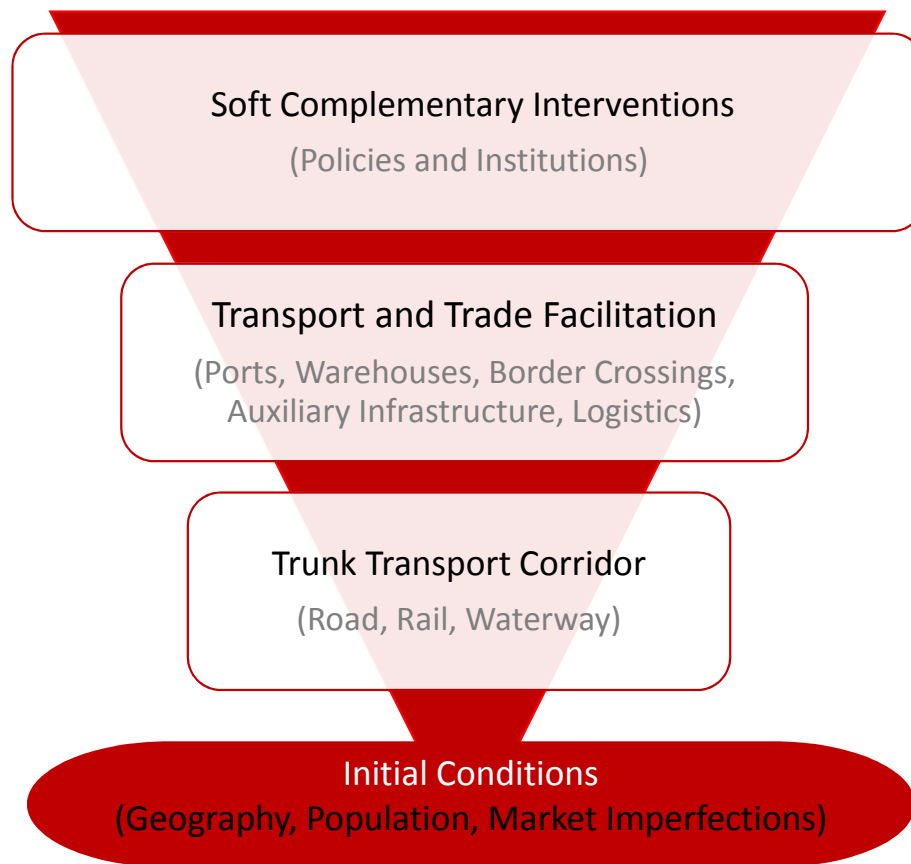 Soft Complementary Interventions
(Policies and Institutions)
Transport and Trade Facilitation
(Ports, Warehouses, Border Crossings,
Auxiliary Infrastructure, Logistics)
Trunk Transport Corridor
(Road, Rail, Waterway)
Initial Conditions
(Geography, Population, Market Imperfections)